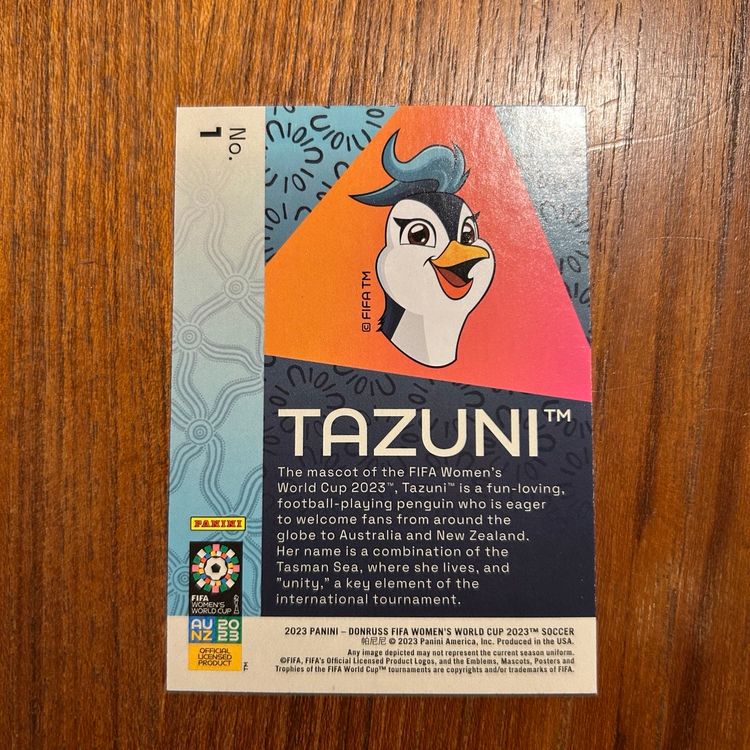 No.
1
© FIFA TM
TAZUNI™
The mascot of the FIFA Women's
World Cup 2023™, Tazuni™ is a fun-loving,
football-playing penguin who is eager
to welcome fans from around the
globe to Australia and New Zealand.
Her name is a combination of the
Tasman Sea, where she lives, and
"unity," a key element of the
international tournament.
PANINI
FIFA
WOMEN'S
WORLD CUP
AU 20
NZ 23
OFFICIAL
LICENSED
PRODUCT
™
2023 PANINI – DONRUSS FIFA WOMEN'S WORLD CUP 2023™ SOCCER
帕尼尼 © 2023 Panini America, Inc. Produced in the USA.
Any image depicted may not represent the current season uniform.
©FIFA, FIFA's Official Licensed Product Logos, and the Emblems, Mascots, Posters and
Trophies of the FIFA World Cup™ tournaments are copyrights and/or trademarks of FIFA.